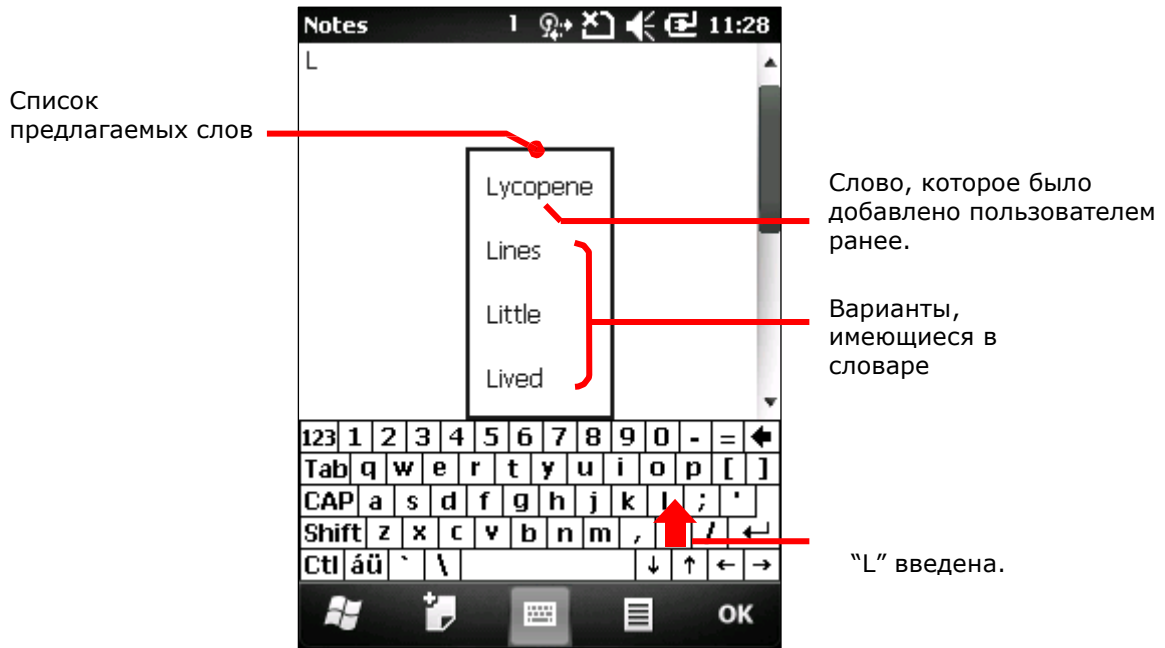 Notes 1 11:28
L
Список
предлагаемых слов
Lycopene
Слово, которое было
добавлено пользователем
ранее.
Lines
Little
Lived
Варианты,
имеющиеся в
словаре
123 1 2 3 4 5 6 7 8 9 0 - =
Tab q w e r t y u i o p [ ]
CAP a s d f g h j k l ; '
Shift z x c v b n m , /
Ctl áü ` \ ↓ ↑ ← →
“L” введена.
OK